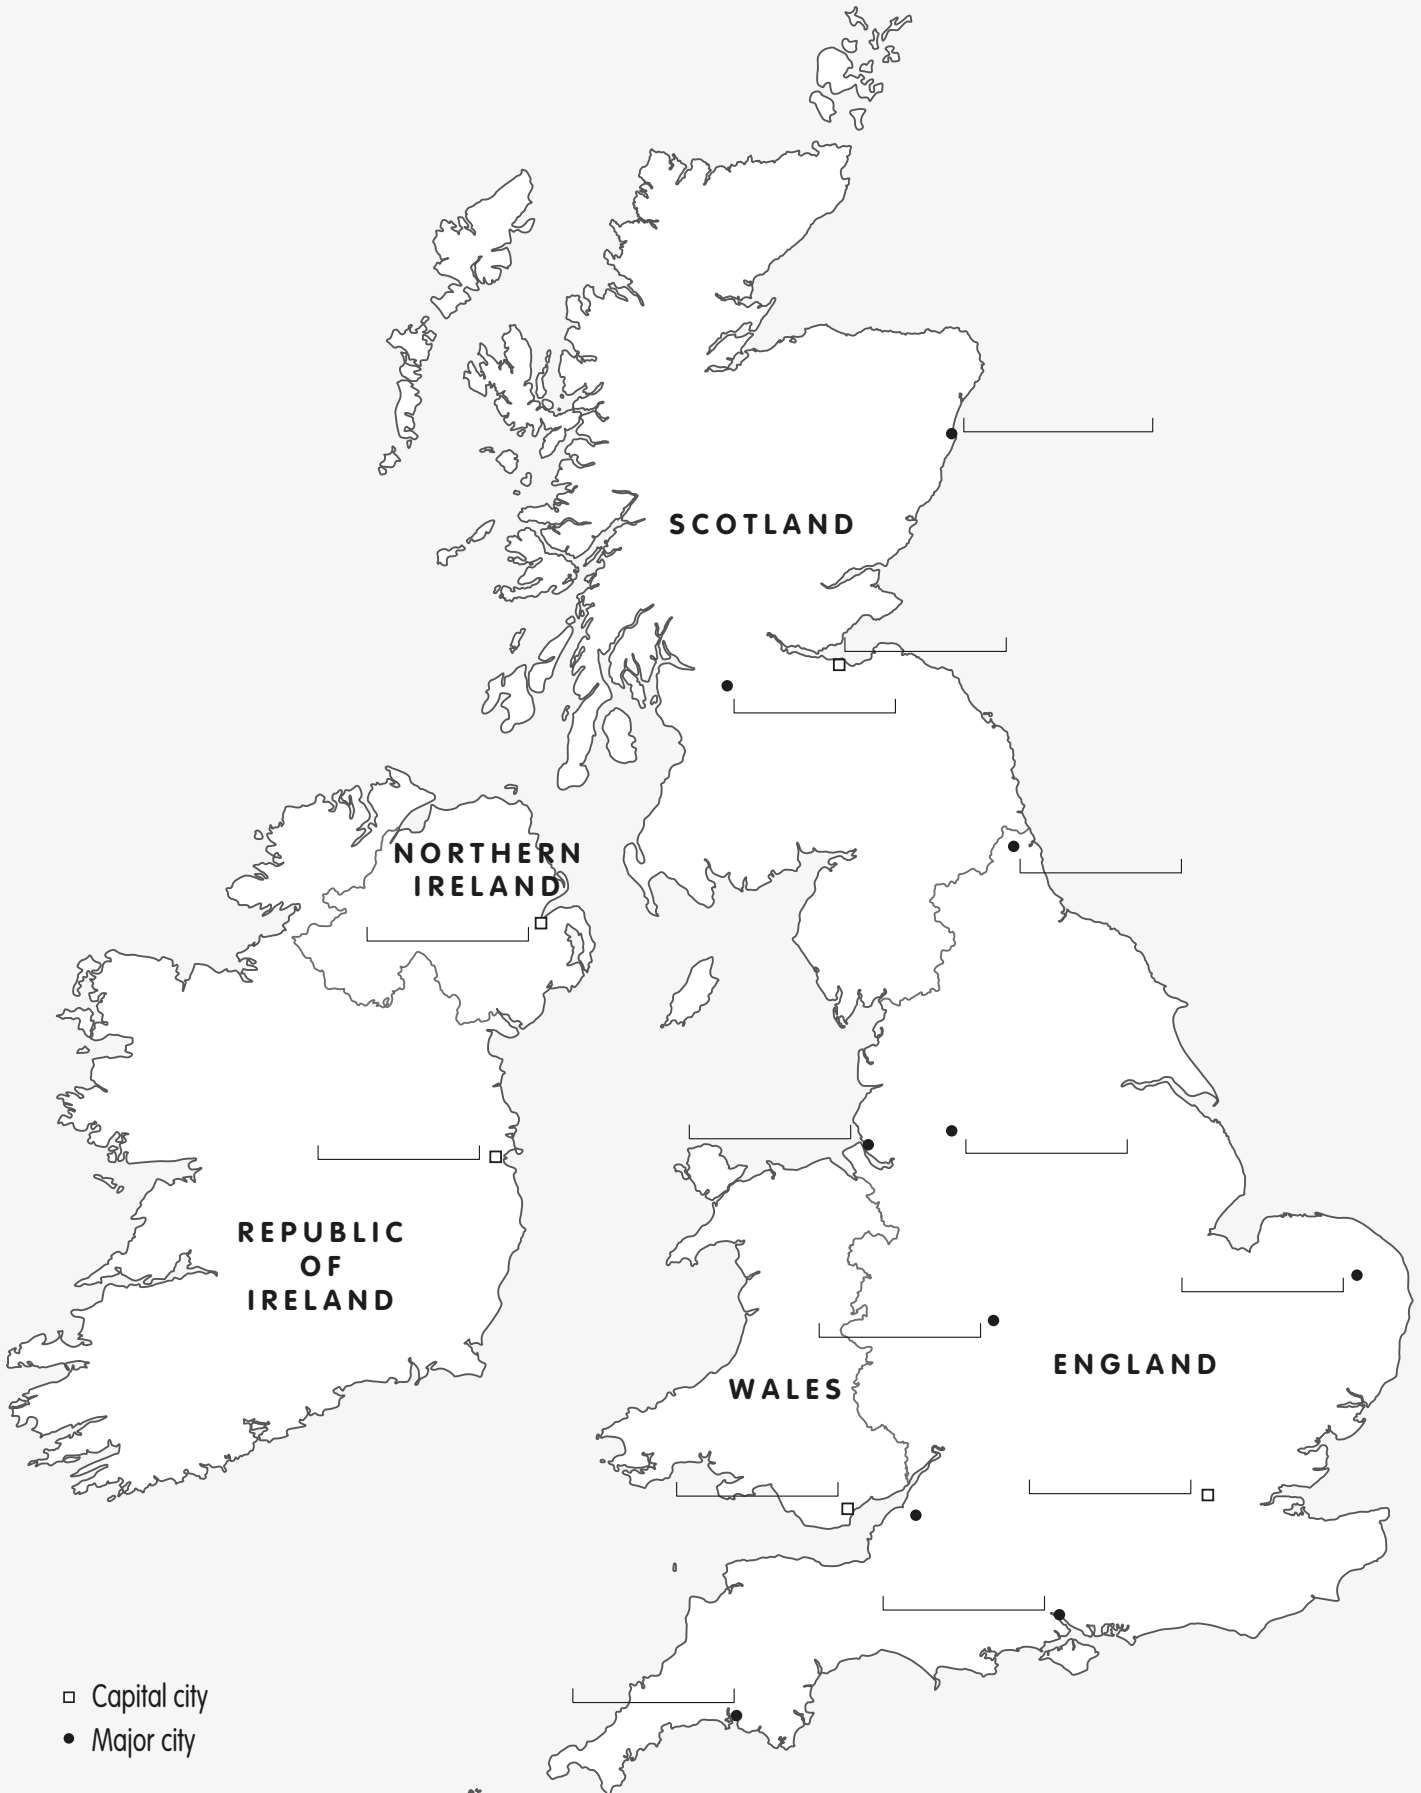 SCOTLAND
NORTHERN
IRELAND
REPUBLIC
OF
IRELAND
ENGLAND
WALES
Capital city
Major city